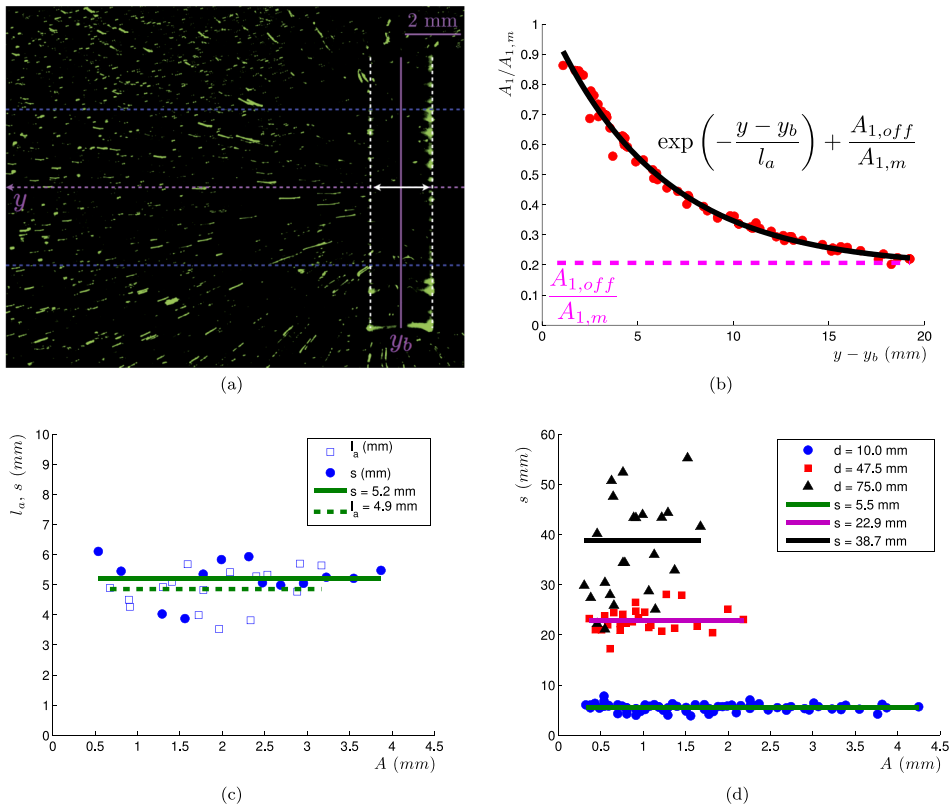 2 mm
y
y_b
(a)
A_1/A_{1,m}
1
0.9
0.8
0.7
0.6
0.5
0.4
0.3
0.2
0.1
0
exp(-\frac{y - y_b}{l_a}) + \frac{A_{1,off}}{A_{1,m}}
\frac{A_{1,off}}{A_{1,m}}
0 5 10 15 20
y - y_b (mm)
(b)
l_a, s (mm)
10
9
8
7
6
5
4
3
2
1
0
l_a (mm)
s (mm)
s = 5.2 mm
l_a = 4.9 mm
0 0.5 1 1.5 2 2.5 3 3.5 4 4.5
A (mm)
(c)
s (mm)
60
50
40
30
20
10
0
d = 10.0 mm
d = 47.5 mm
d = 75.0 mm
s = 5.5 mm
s = 22.9 mm
s = 38.7 mm
0 0.5 1 1.5 2 2.5 3 3.5 4 4.5
A (mm)
(d)